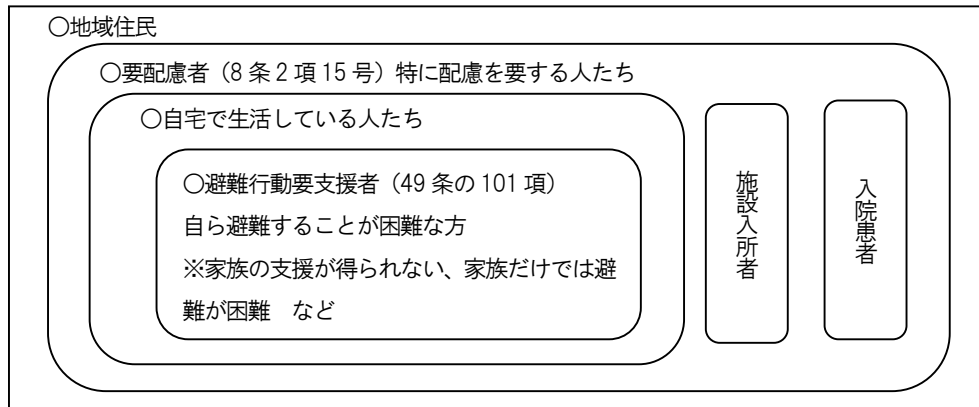 〇地域住民
〇要配慮者（8条2項15号）特に配慮を要する人たち
〇自宅で生活している人たち
〇避難行動要支援者（49条の101項）
自ら避難することが困難な方
※家族の支援が得られない、家族だけでは避
難が困難　など
施設入所者
入院患者